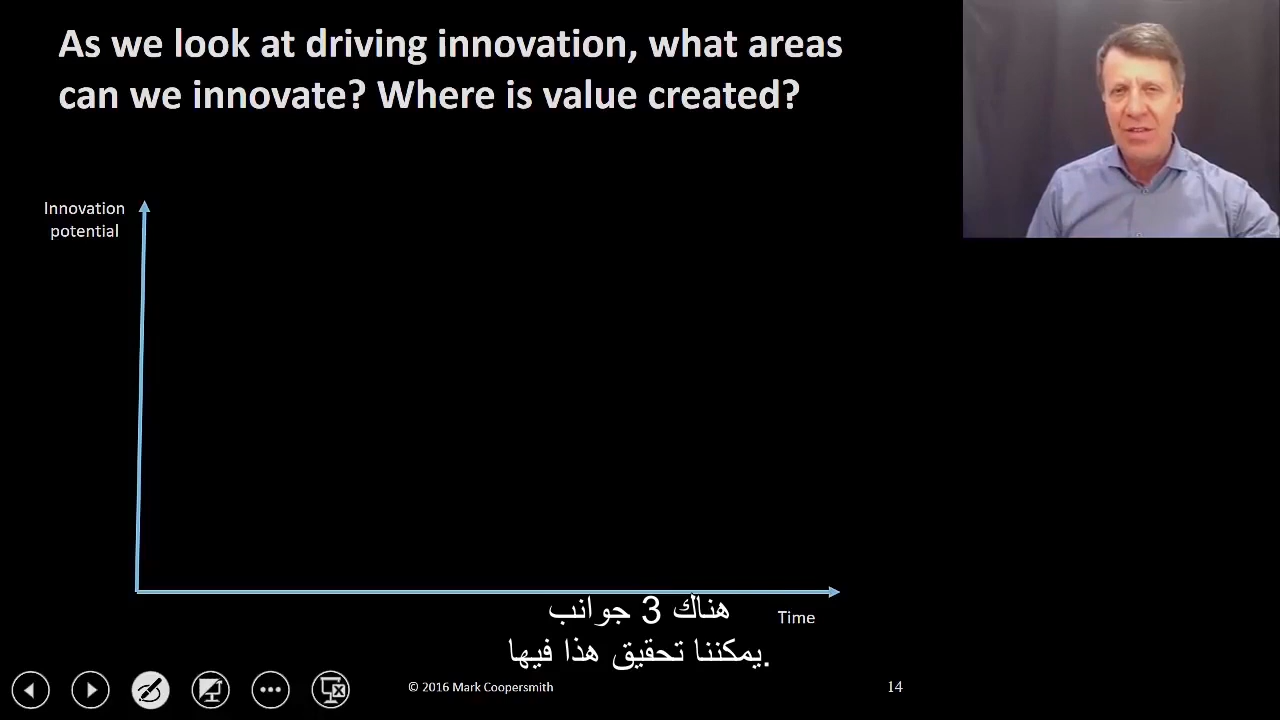 As we look at driving innovation, what areas
can we innovate? Where is value created?
Innovation
potential
هناك 3 جوانب
يمكننا تحقيق هذا فيها.
Time
© 2016 Mark Coopersmith
14